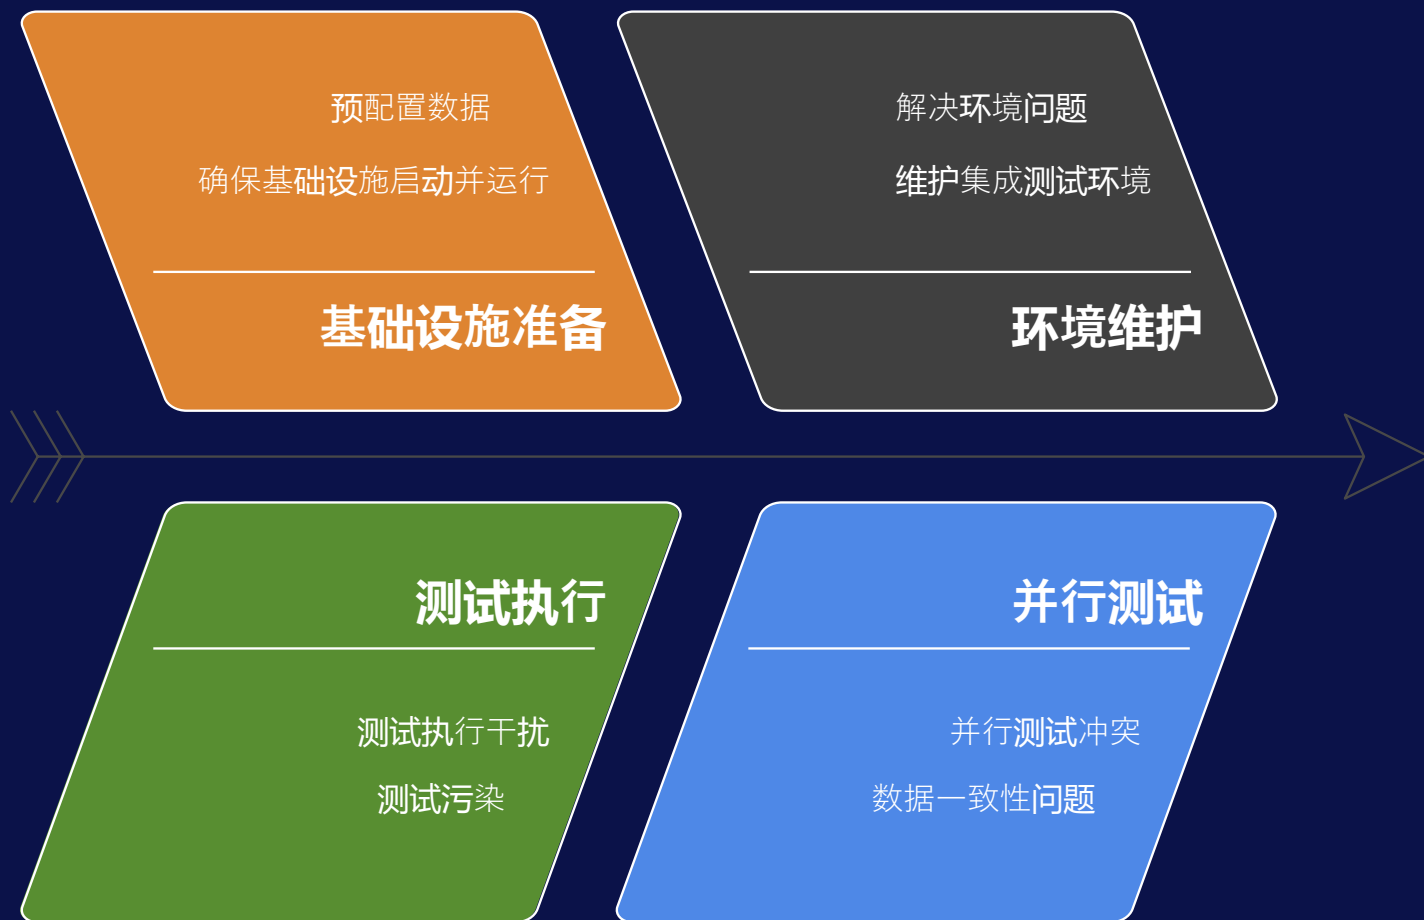 预配置数据
确保基础设施启动并运行
基础设施准备
解决环境问题
维护集成测试环境
环境维护
测试执行
测试执行干扰
测试污染
并行测试
并行测试冲突
数据一致性问题